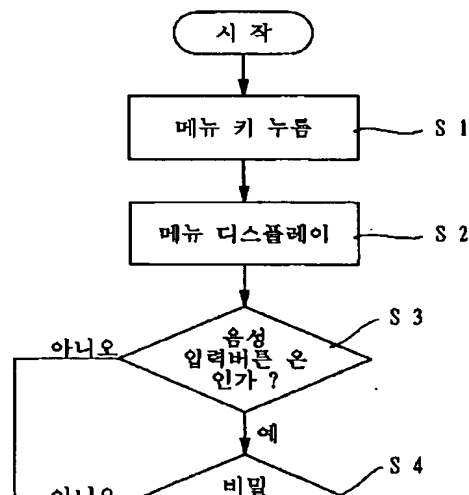 시 작
메뉴 키 누름
S 1
메뉴 디스플레이
S 2
S 3
음성
아니오
입력버튼 온
인가 ?
예
S 4
비밀
아니오